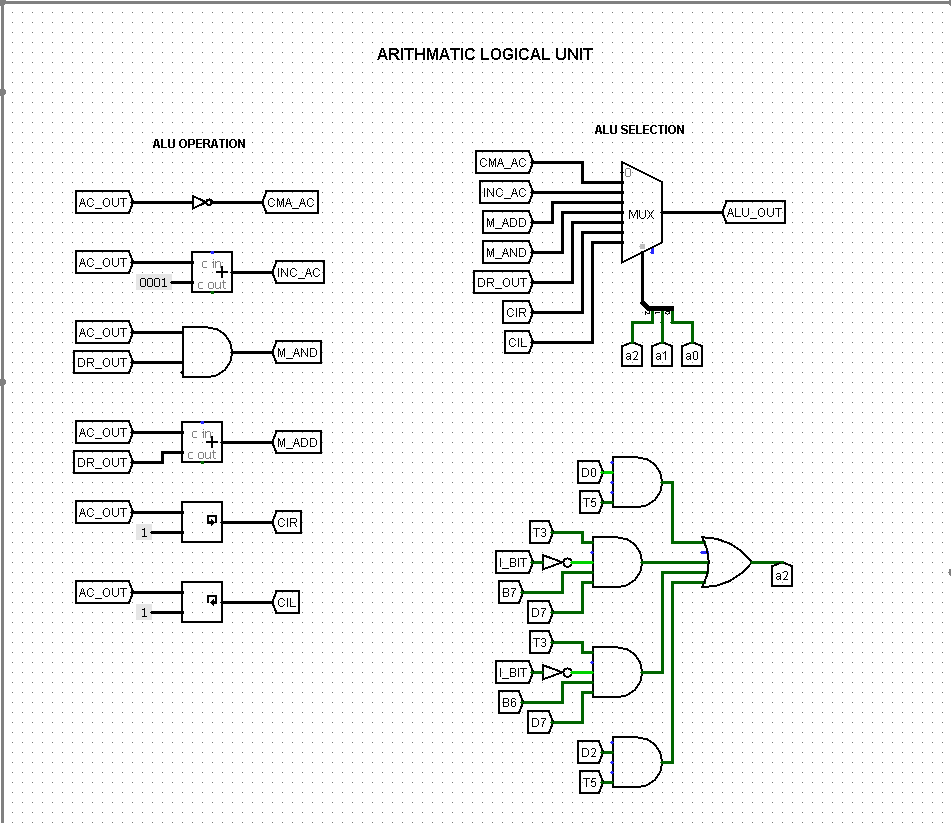 ARITHMATIC LOGICAL UNIT
ALU OPERATION
AC_OUT
CMA_AC
AC_OUT
0001
c in
+
c out
INC_AC
AC_OUT
DR_OUT
M_AND
AC_OUT
DR_OUT
c in
+
c out
M_ADD
AC_OUT
1
CIR
AC_OUT
1
CIL
ALU SELECTION
CMA_AC
INC_AC
M_ADD
M_AND
DR_OUT
CIR
CIL
0
MUX
ALU_OUT
a2
a1
a0
D0
T5
T3
I_BIT
B7
D7
T3
I_BIT
B6
D7
D2
T5
a2